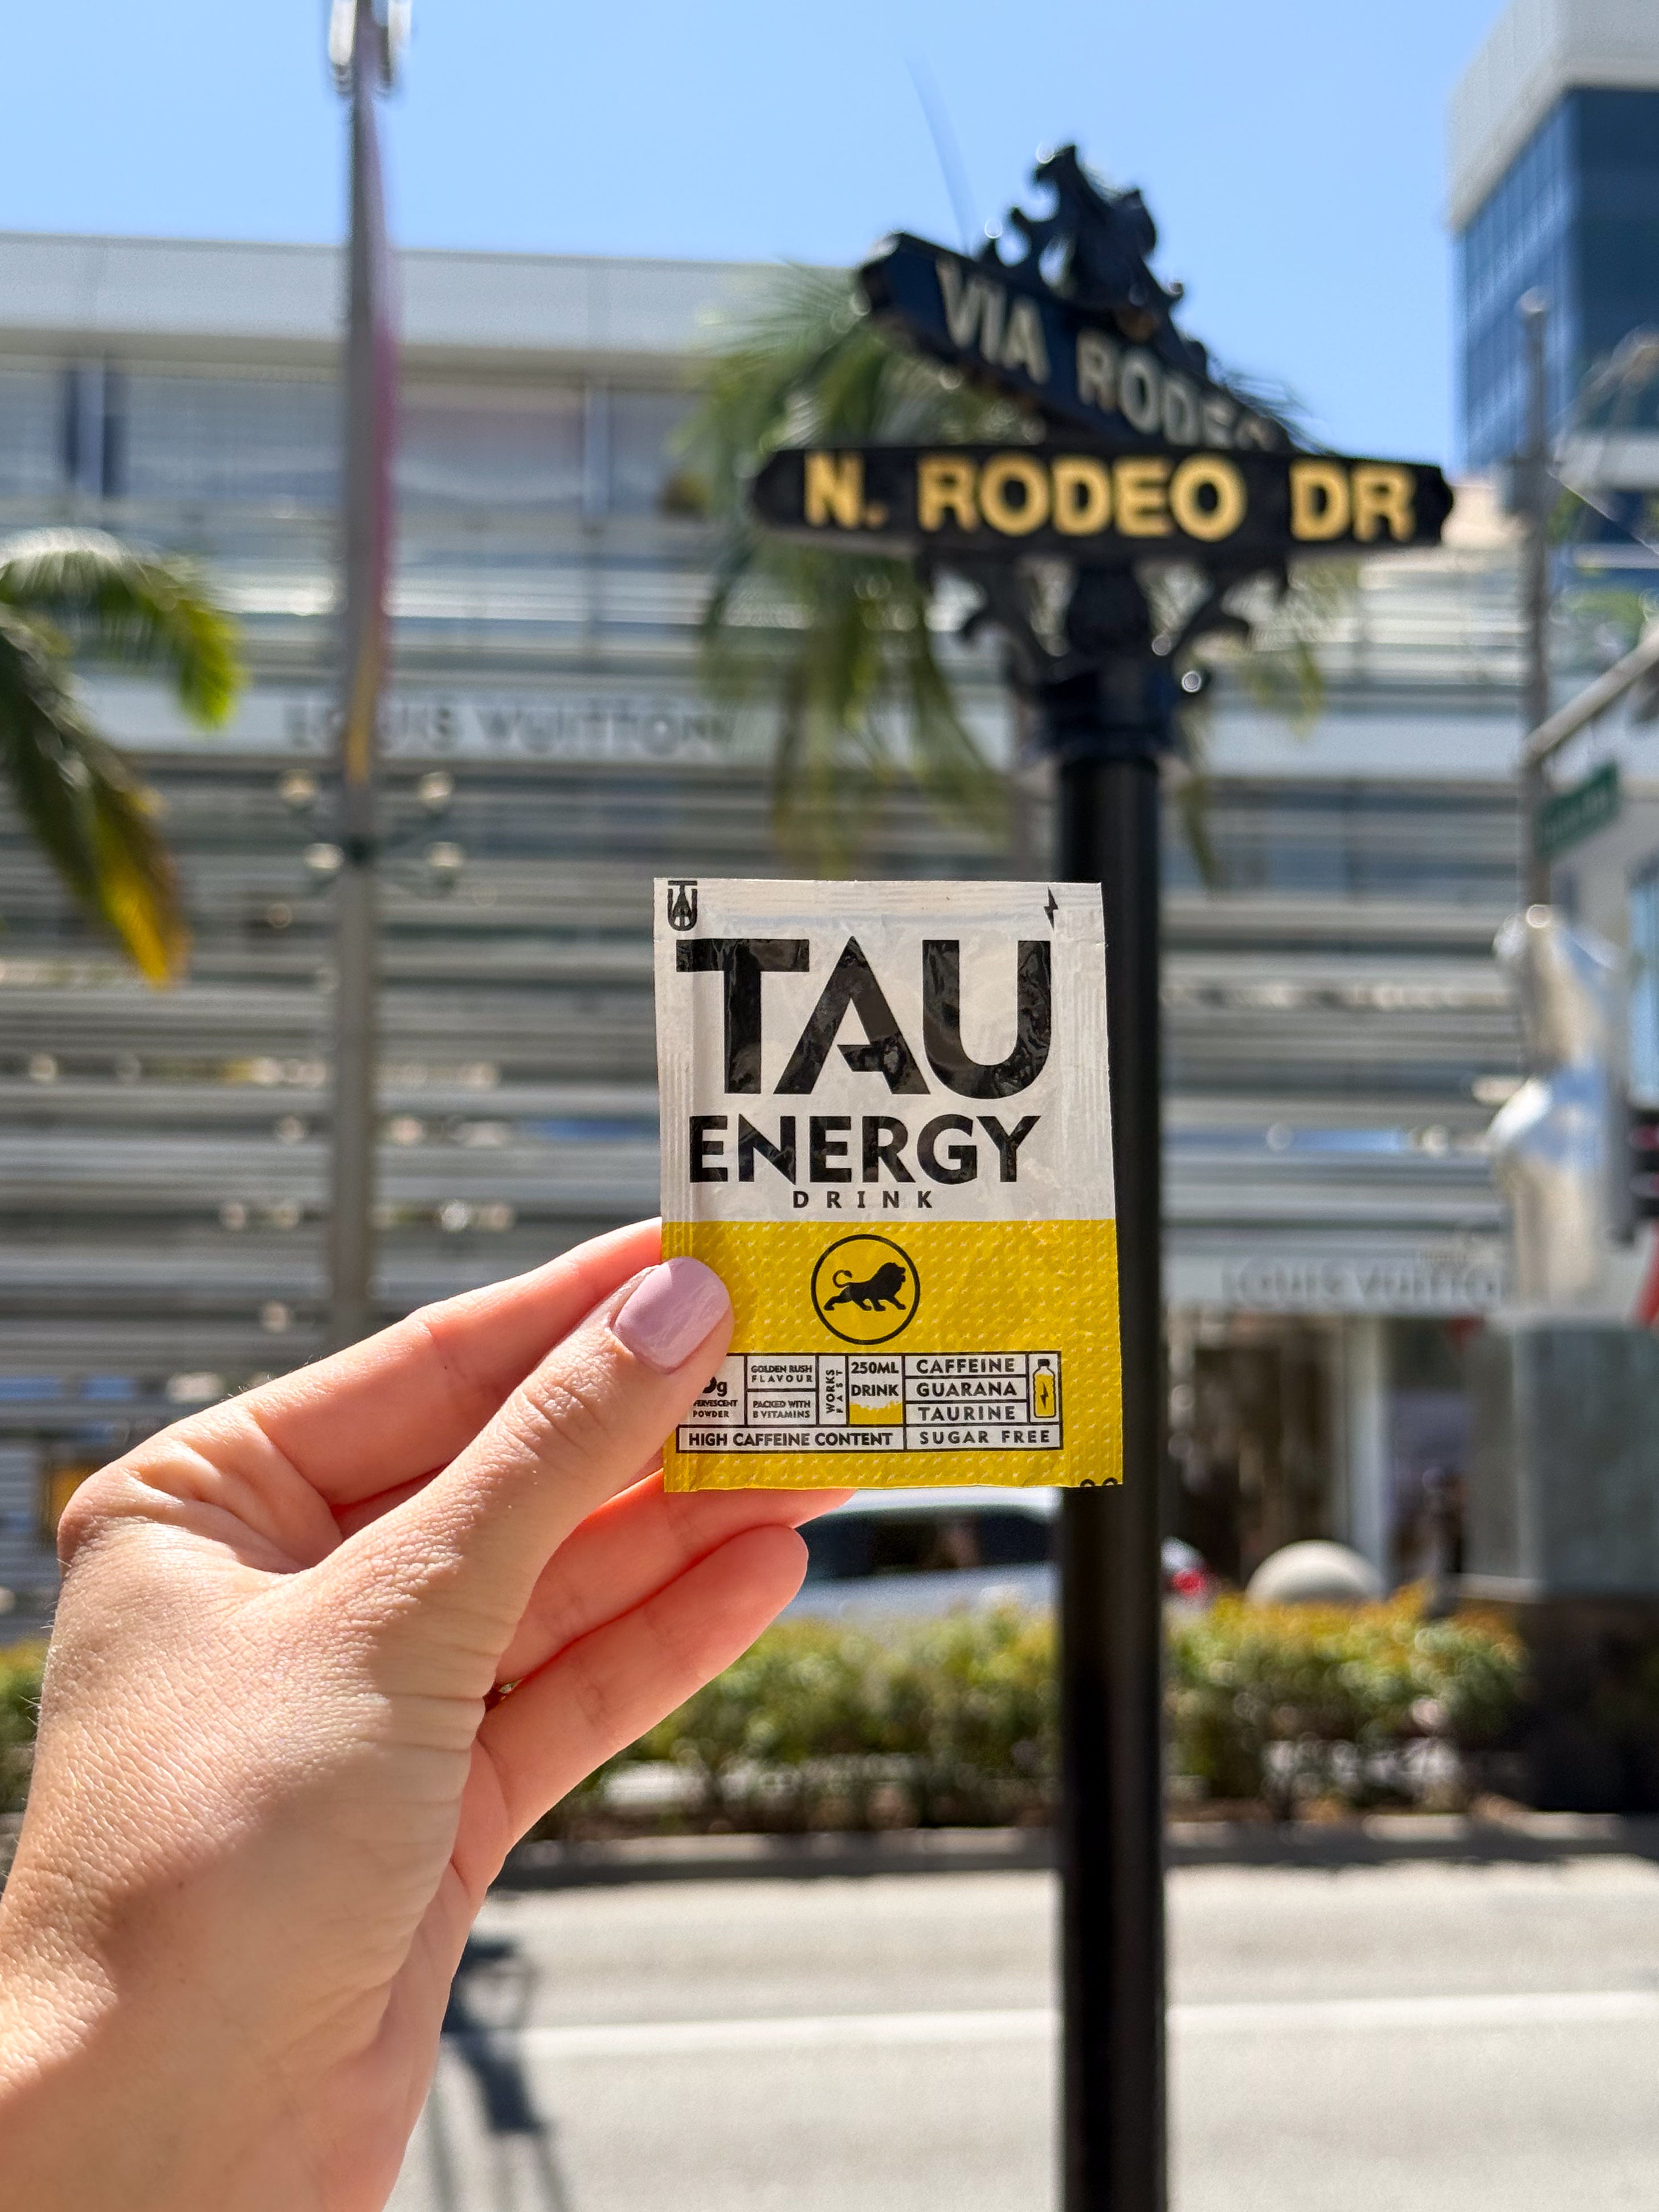 VIA RODEO
N. RODEO DR
LOUIS VUITTON
TAU
ENERGY
DRINK
GOLDEN RUSH
FLAVOUR
PACKED WITH
B VITAMINS
POWDER
WORKS
FAST
250ML
DRINK
CAFFEINE
GUARANA
TAURINE
HIGH CAFFEINE CONTENT
SUGAR FREE
LOUIS VUITTON